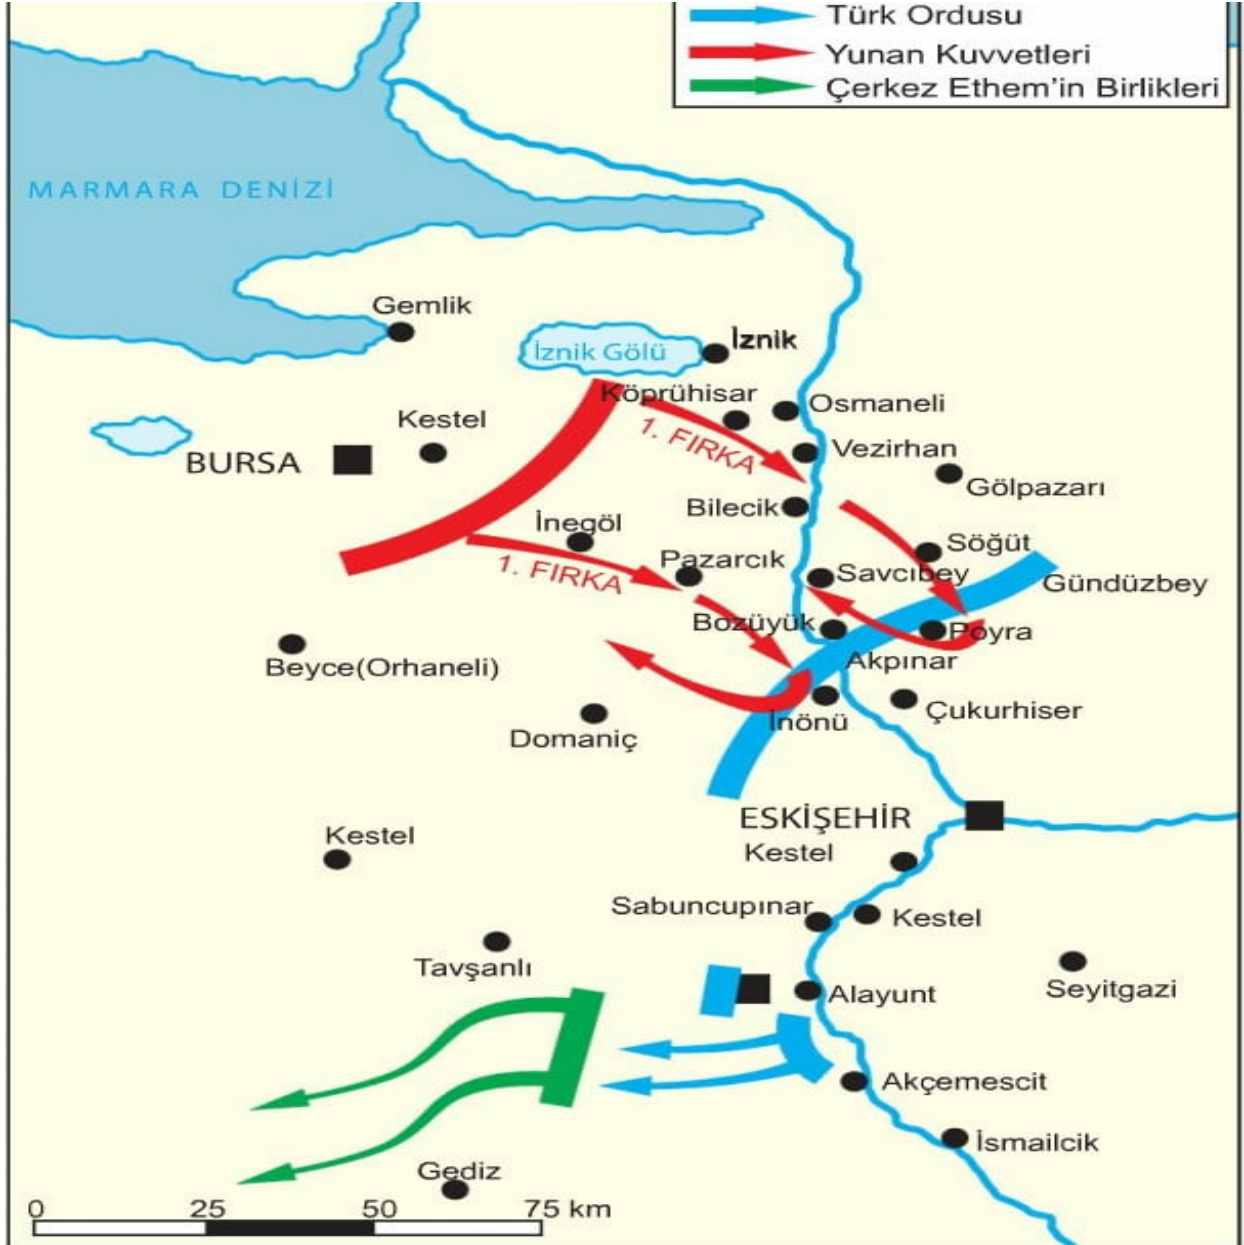 Türk Ordusu
Yunan Kuvvetleri
Çerkez Ethem'in Birlikleri
MARMARA DENİZİ
Gemlik
İznik
İznik Gölü
Köprühisar
Osmaneli
Kestel
1. FIRKA
Vezirhan
BURSA
Gölpazarı
Bilecik
İnegöl
Söğüt
Pazarcık
1. FIRKA
Savcıbey
Gündüzbey
Bozüyük
Poyra
Beyce(Orhaneli)
Akpınar
Çukurhiser
İnönü
Domaniç
ESKİŞEHİR
Kestel
Kestel
Sabuncupınar
Kestel
Tavşanlı
Alayunt
Seyitgazi
Akçemescit
İsmailcik
Gediz
0 25 50 75 km